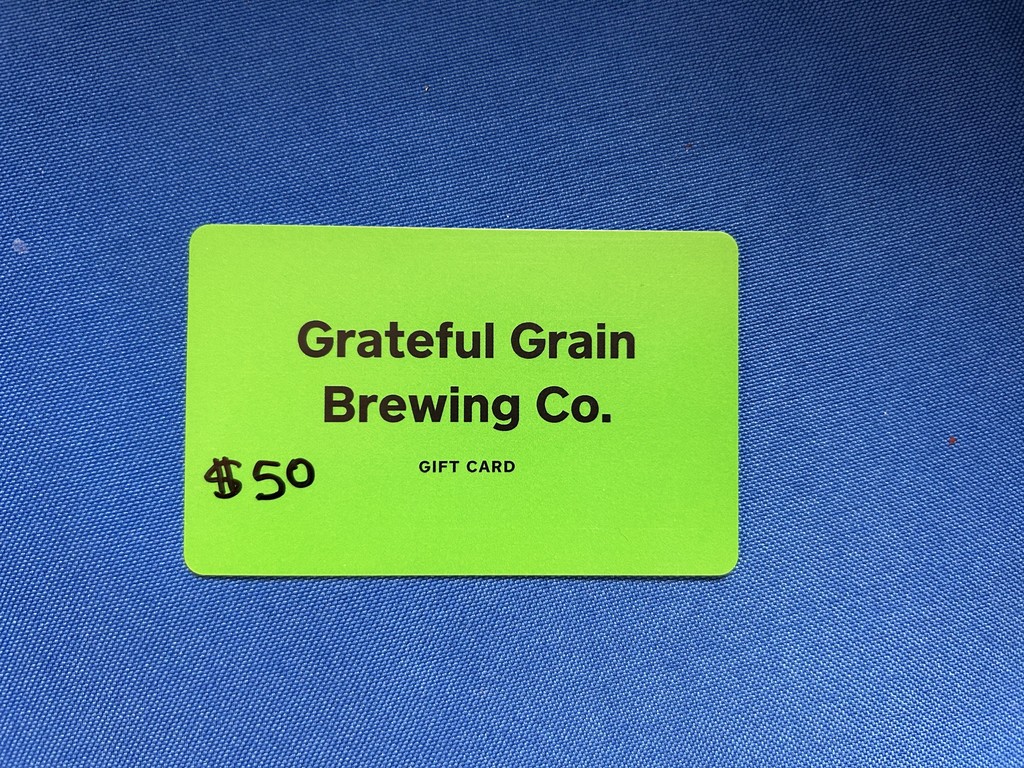 Grateful Grain
Brewing Co.
GIFT CARD
$50